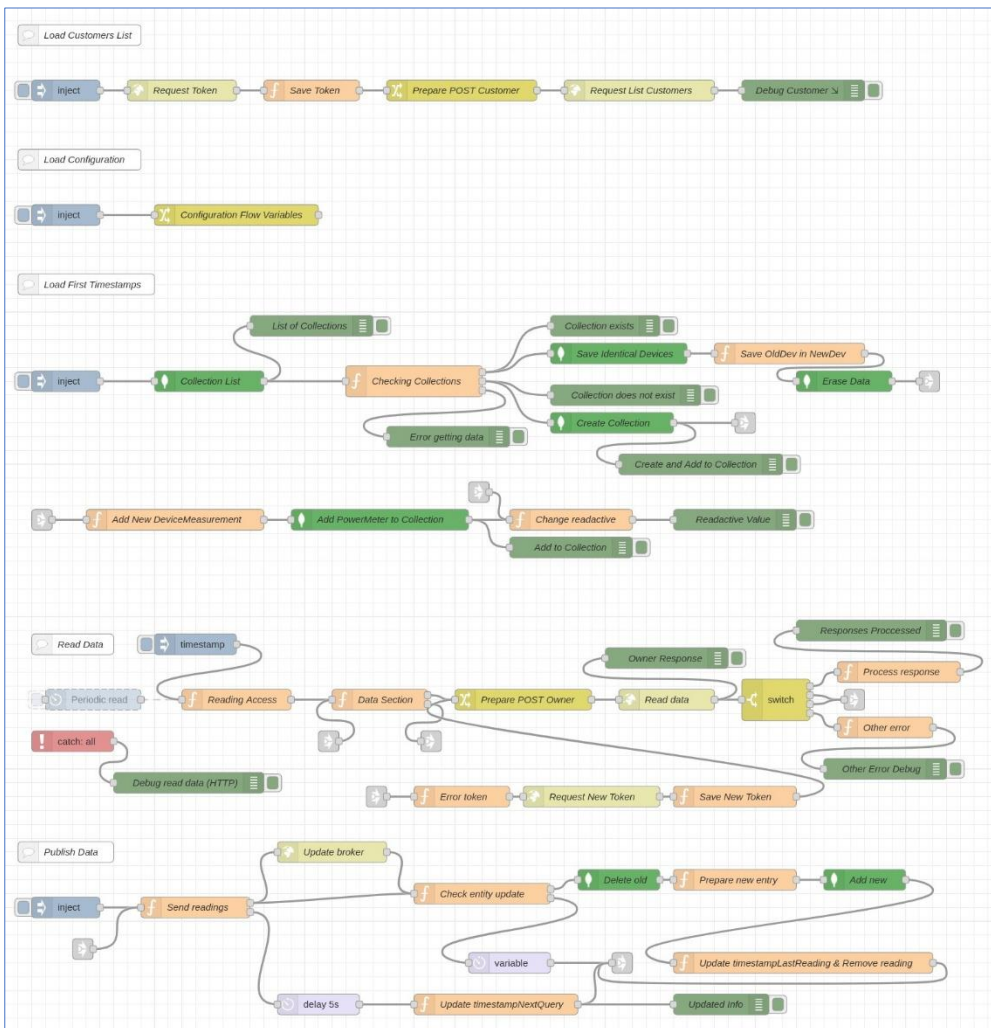 Load Customers List
inject
Request Token
Save Token
Prepare POST Customer
Request List Customers
Debug Customer
Load Configuration
inject
Configuration Flow Variables
Load First Timestamps
List of Collections
Collection exists
Save Identical Devices
Save OldDev in NewDev
inject
Collection List
Checking Collections
Erase Data
Collection does not exist
Create Collection
Error getting data
Create and Add to Collection
Add New DeviceMeasurement
Add PowerMeter to Collection
Change readactive
Readactive Value
Add to Collection
Read Data
timestamp
Responses Proccessed
Owner Response
Process response
Periodic read
Reading Access
Data Section
Prepare POST Owner
Read data
switch
Other error
catch: all
Debug read data (HTTP)
Other Error Debug
Error token
Request New Token
Save New Token
Publish Data
Update broker
Delete old
Prepare new entry
Add new
Check entity update
inject
Send readings
variable
Update timestampLastReading & Remove reading
delay 5s
Update timestampNextQuery
Updated Info